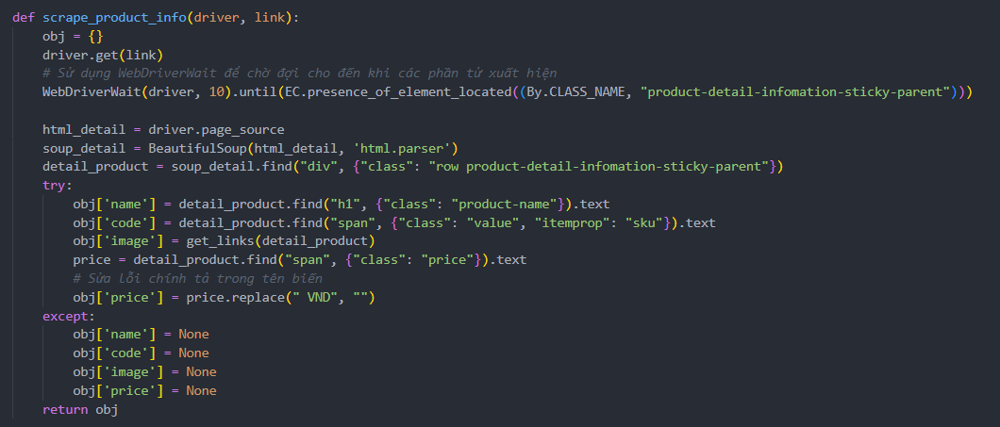 def scrape_product_info(driver, link):
    obj = {}
    driver.get(link)
    # Sử dụng WebDriverWait để chờ đợi cho đến khi các phần tử xuất hiện
    WebDriverWait(driver, 10).until(EC.presence_of_element_located((By.CLASS_NAME, "product-detail-infomation-sticky-parent")))
    html_detail = driver.page_source
    soup_detail = BeautifulSoup(html_detail, 'html.parser')
    detail_product = soup_detail.find("div", {"class": "row product-detail-infomation-sticky-parent"})
    try:
        obj['name'] = detail_product.find("h1", {"class": "product-name"}).text
        obj['code'] = detail_product.find("span", {"class": "value", "itemprop": "sku"}).text
        obj['image'] = get_links(detail_product)
        price = detail_product.find("span", {"class": "price"}).text
        # Sửa lỗi chính tả trong tên biến
        obj['price'] = price.replace(" VND", "")
    except:
        obj['name'] = None
        obj['code'] = None
        obj['image'] = None
        obj['price'] = None
    return obj